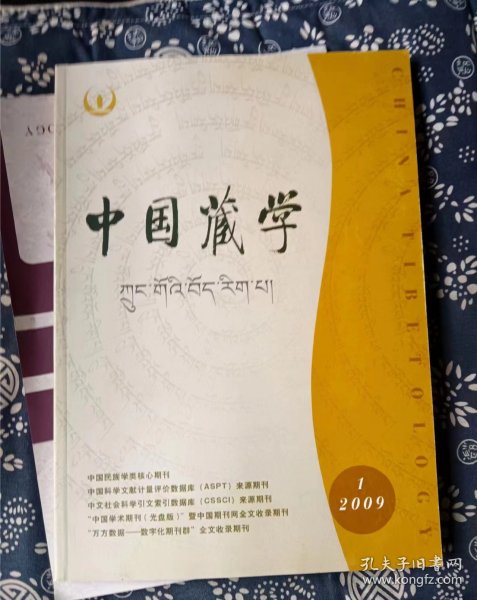 中国藏学
ཀྲུང་གོའི་བོད་རིག་པ།
CHINA TIBETOLOGY
中国民族学类核心期刊
中国科学文献计量评价数据库（ASPT）来源期刊
中文社会科学引文索引数据库（CSSCI）来源期刊
“中国学术期刊（光盘版）”暨中国期刊网全文收录期刊
“万方数据——数字化期刊群”全文收录期刊
1
2009
OGY
孔夫子旧书网
www.kongfz.com